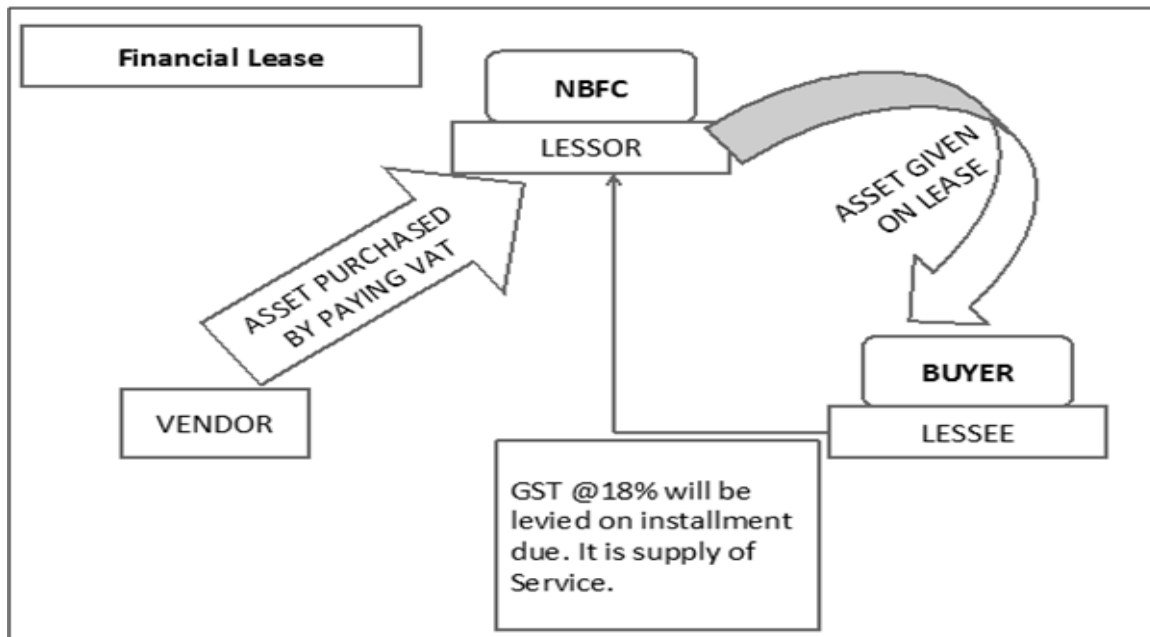 Financial Lease
NBFC
LESSOR
ASSET GIVEN
ON LEASE
ASSET PURCHASED
BY PAYING VAT
VENDOR
BUYER
LESSEE
GST @18% will be
levied on installment
due. It is supply of
Service.